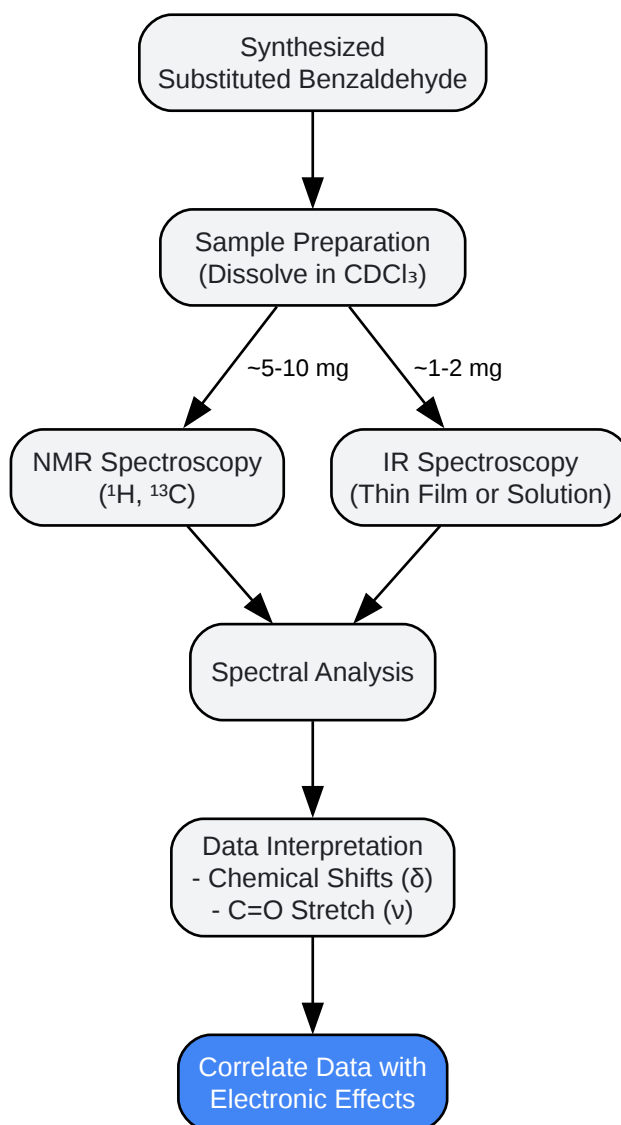 Synthesized
Substituted Benzaldehyde
Sample Preparation
(Dissolve in CDCl₃)
~5-10 mg
~1-2 mg
NMR Spectroscopy
(¹H, ¹³C)
IR Spectroscopy
(Thin Film or Solution)
Spectral Analysis
Data Interpretation
- Chemical Shifts (δ)
- C=O Stretch (ν)
Correlate Data with
Electronic Effects